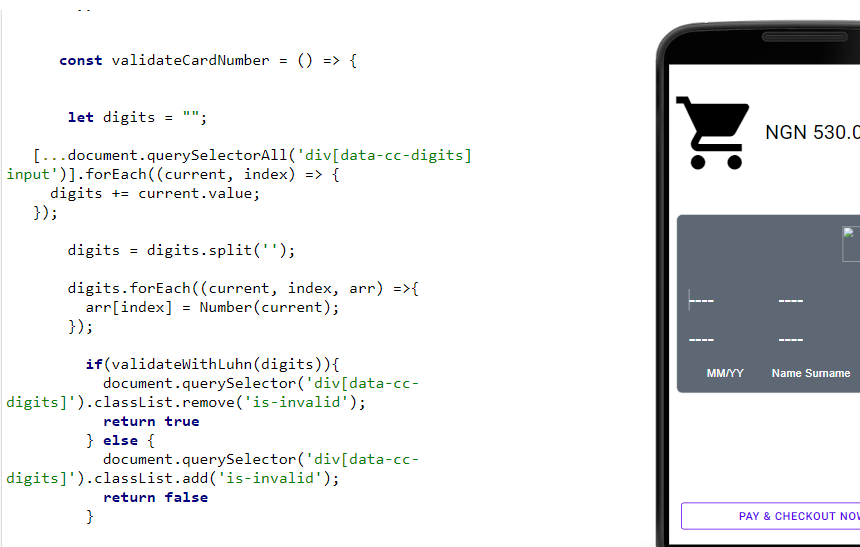 const validateCardNumber = () => {
let digits = "";
[...document.querySelectorAll('div[data-cc-digits]
input')].forEach((current, index) => {
digits += current.value;
});
digits = digits.split('');
digits.forEach((current, index, arr) =>{
arr[index] = Number(current);
});
if(validateWithLuhn(digits)){
document.querySelector('div[data-cc-
digits]').classList.remove('is-invalid');
return true
} else {
document.querySelector('div[data-cc-
digits]').classList.add('is-invalid');
return false
}
NGN 530.0
---- ----
---- ----
MM/YY Name Surname
PAY & CHECKOUT NOW